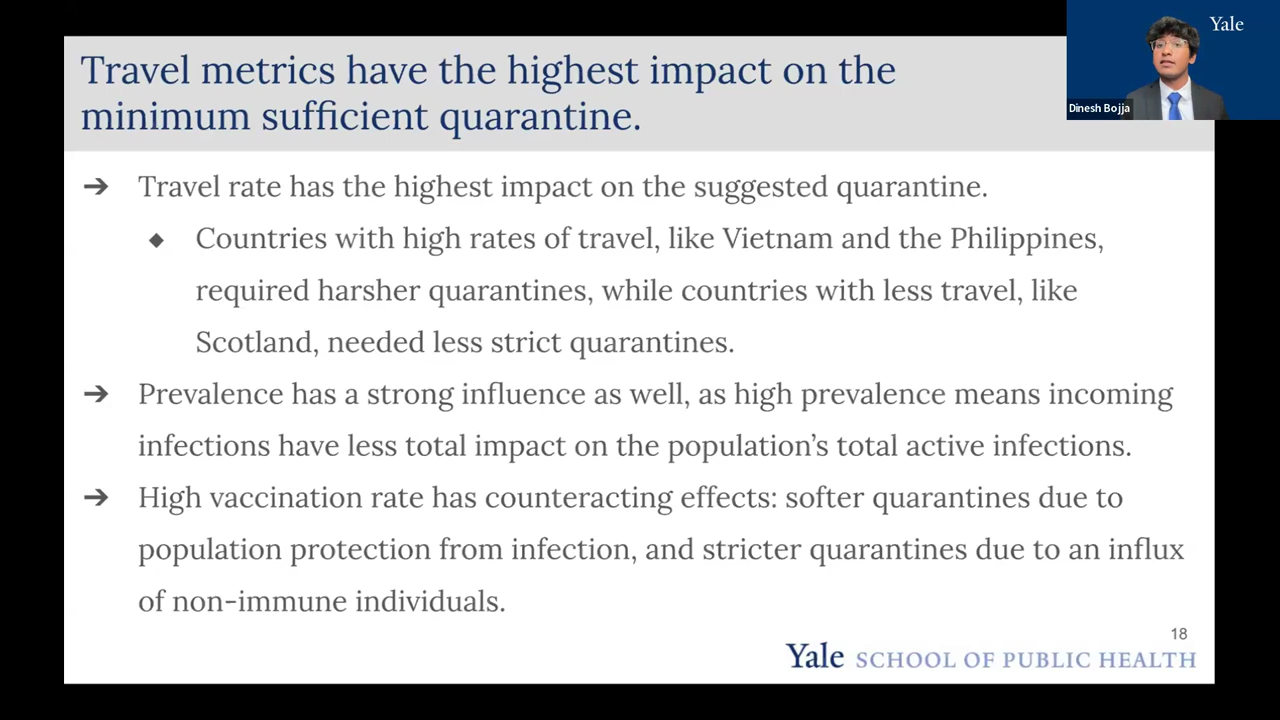 Travel metrics have the highest impact on the
minimum sufficient quarantine.
Yale
Dinesh Bojja
➔ Travel rate has the highest impact on the suggested quarantine.
◆ Countries with high rates of travel, like Vietnam and the Philippines,
required harsher quarantines, while countries with less travel, like
Scotland, needed less strict quarantines.
➔ Prevalence has a strong influence as well, as high prevalence means incoming
infections have less total impact on the population’s total active infections.
➔ High vaccination rate has counteracting effects: softer quarantines due to
population protection from infection, and stricter quarantines due to an influx
of non-immune individuals.
18
Yale SCHOOL OF PUBLIC HEALTH